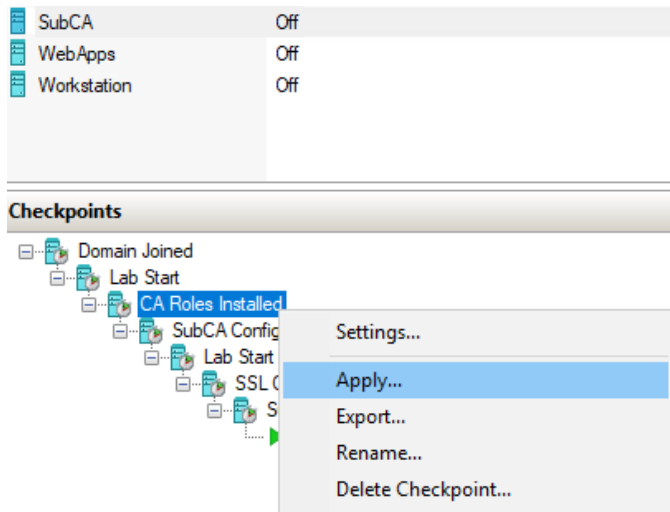 SubCA Off
WebApps Off
Workstation Off
Checkpoints
Domain Joined
Lab Start
CA Roles Installed
SubCA Config
Settings...
Lab Start
SSL
Apply...
S
Export...
Rename...
Delete Checkpoint...